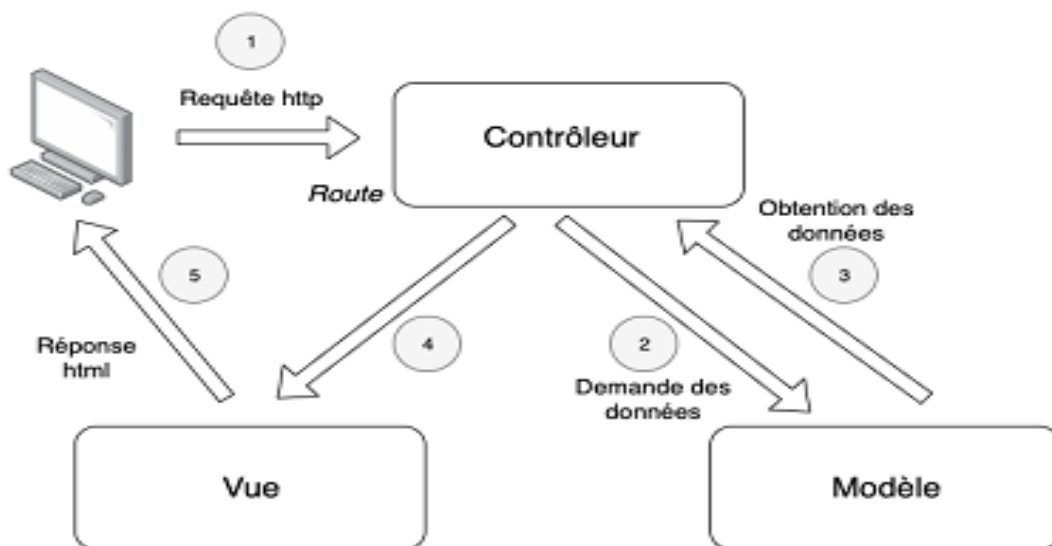 1
Requête http
Contrôleur
Route
Obtention des
données
3
5
4
2
Réponse
html
Demande des
données
Vue
Modèle